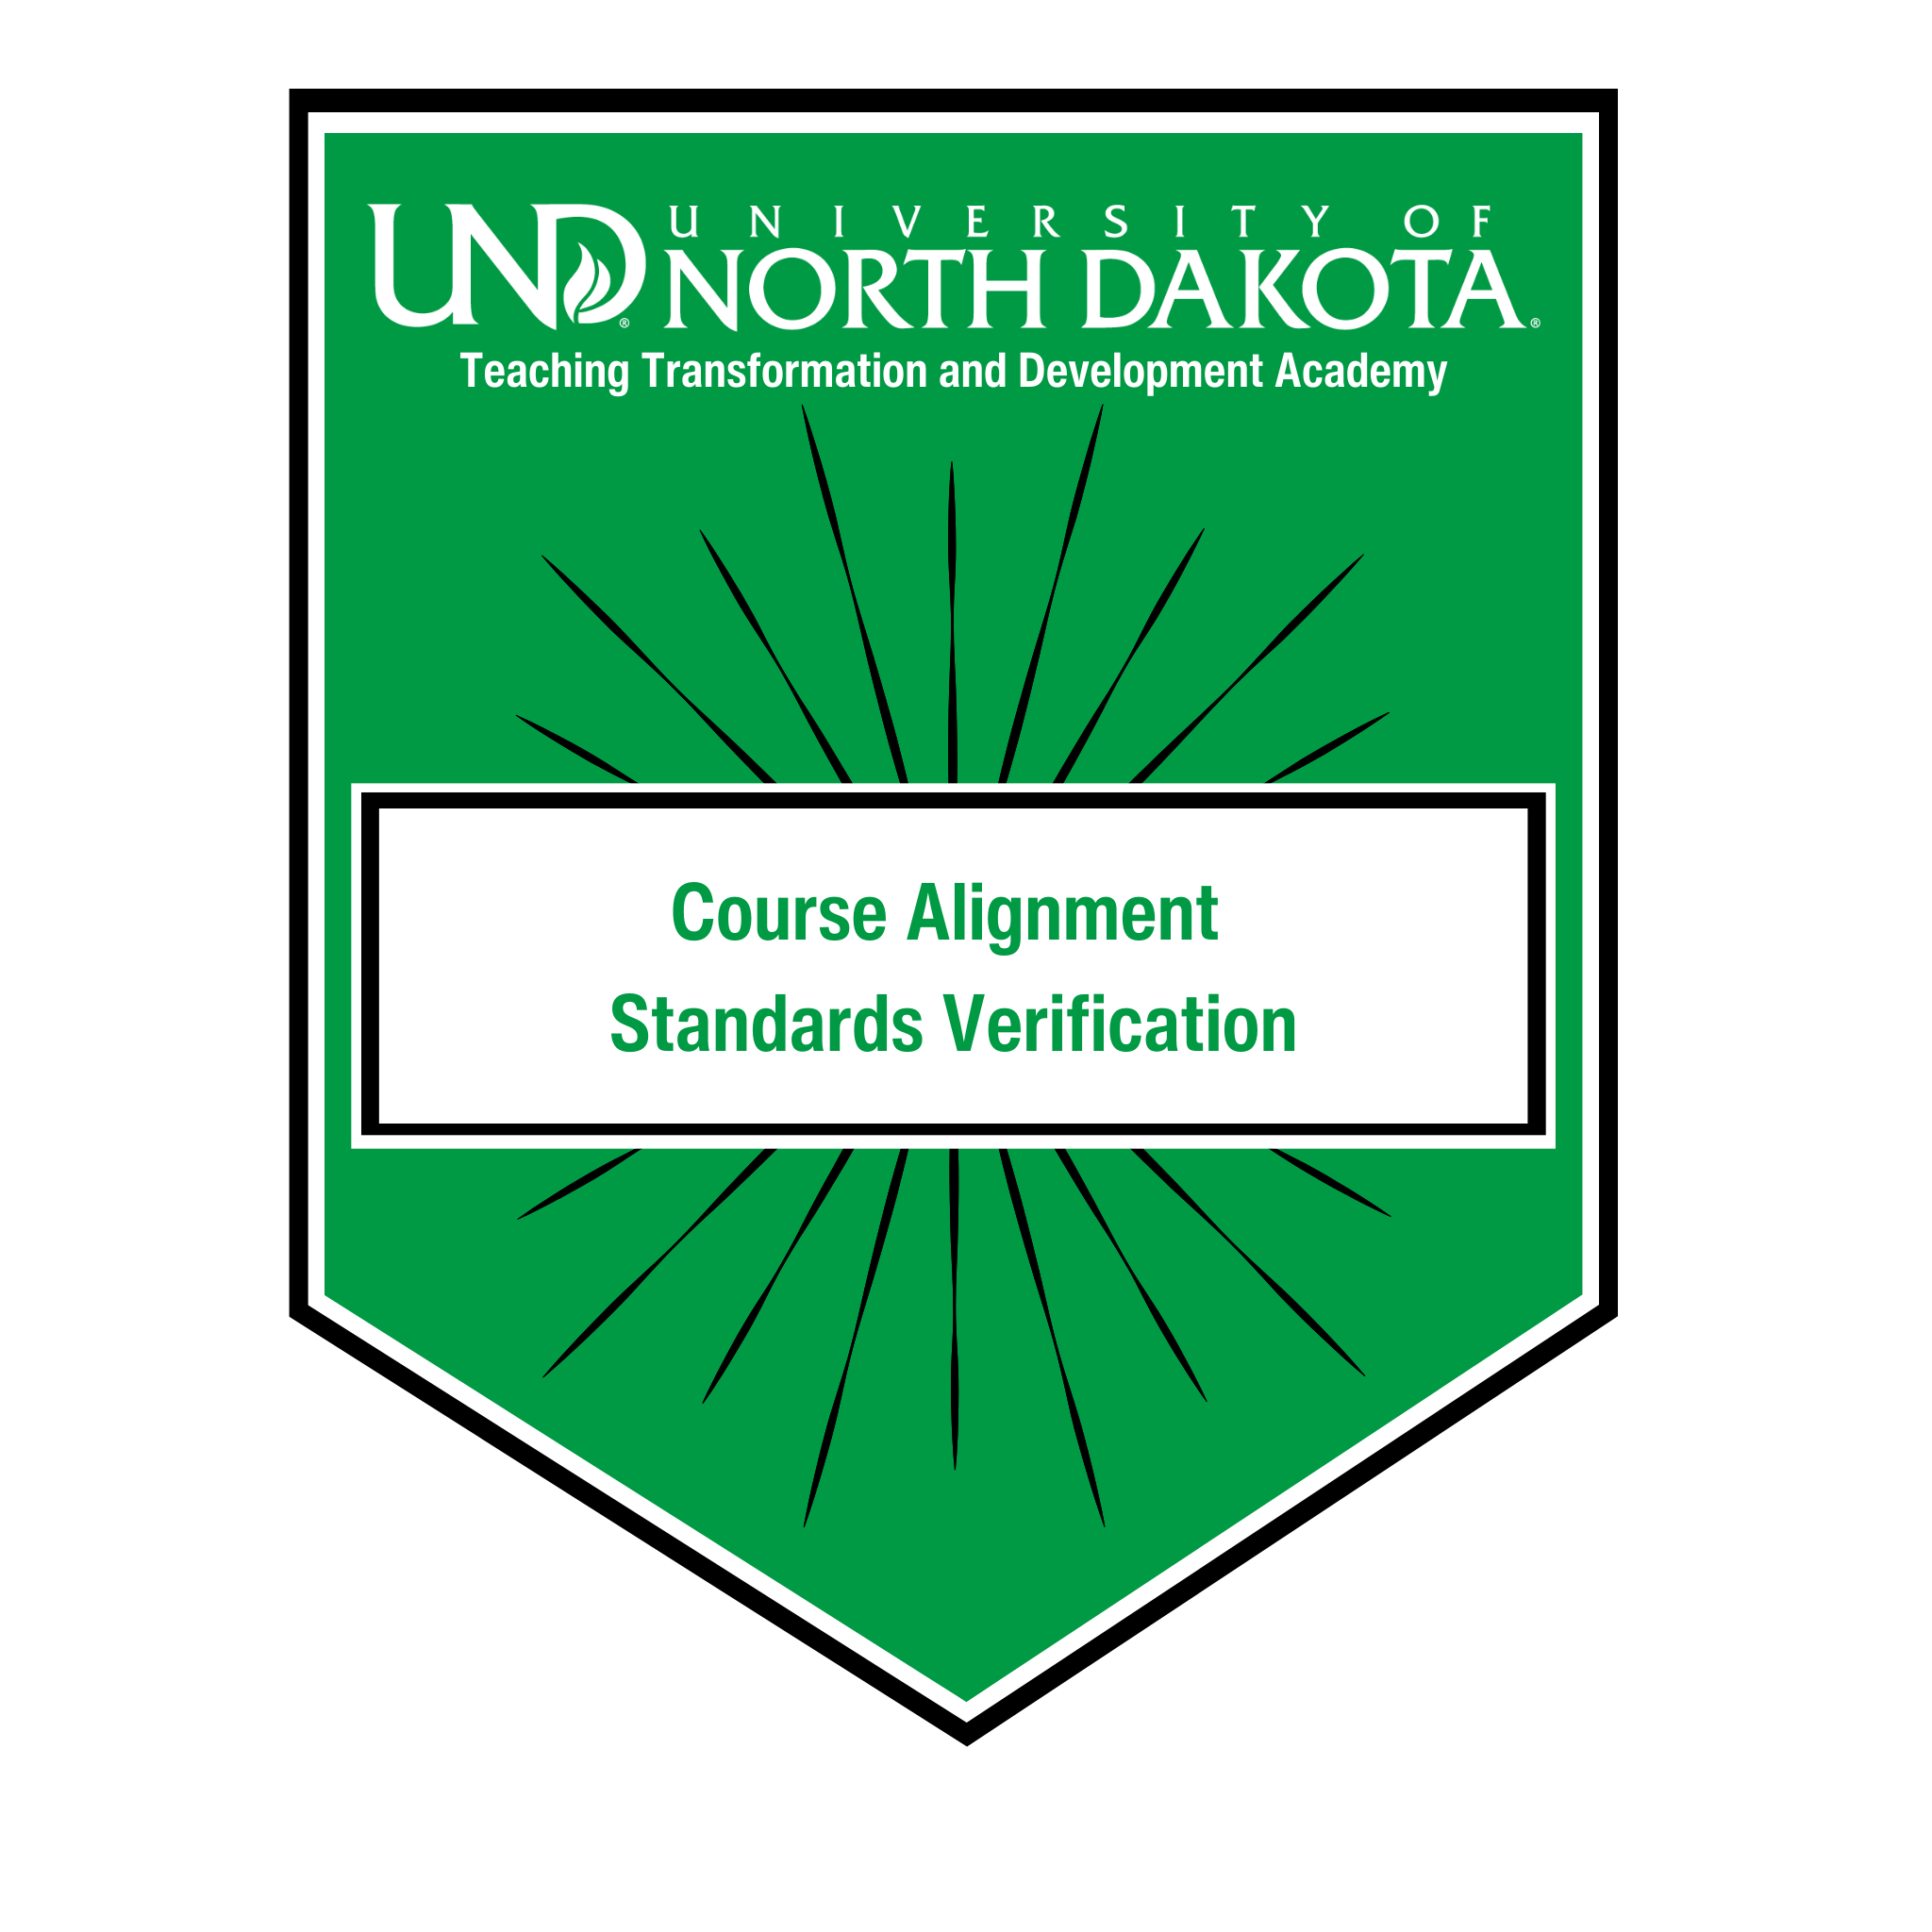 UND® UNIVERSITY OF
NORTH DAKOTA®
Teaching Transformation and Development Academy
Course Alignment
Standards Verification